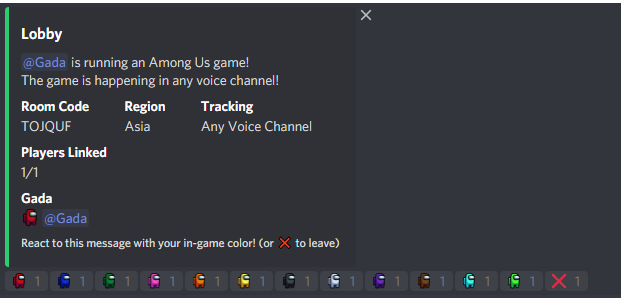 Lobby
@Gada is running an Among Us game!
The game is happening in any voice channel!
Room Code Region Tracking
TOJQUF Asia Any Voice Channel
Players Linked
1/1
Gada
@Gada
React to this message with your in-game color! (or ❌ to leave)
1 1 1 1 1 1 1 1 1 1 1 1 1